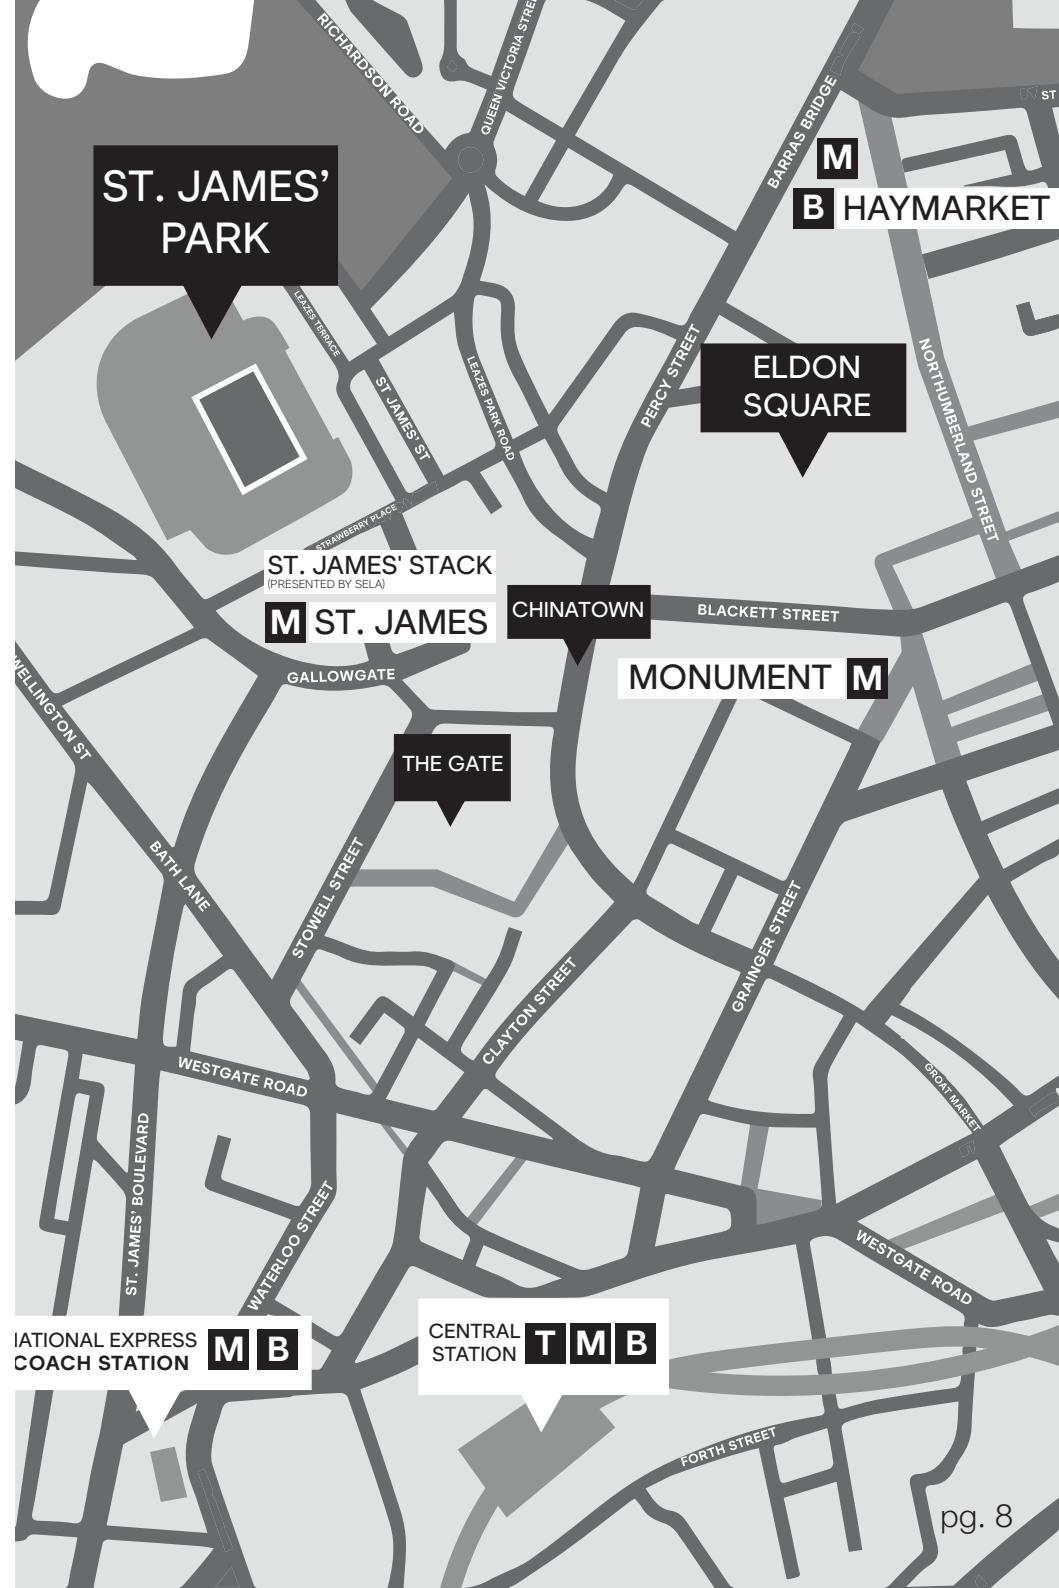 RICHARDSON ROAD
QUEEN VICTORIA STRE
BARRAS BRIDGE
ST
M
B HAYMARKET
ST. JAMES'
PARK
LEAZES TERRACE
ST JAMES' ST
LEAZES PARK ROAD
PERCY STREET
ELDON
SQUARE
NORTHUMBERLAND STREET
STRAWBERRY PLACE
ST. JAMES' STACK
(PRESENTED BY SELA)
M ST. JAMES
CHINATOWN
BLACKETT STREET
MONUMENT M
GALLOWGATE
WELLINGTON ST
THE GATE
BATH LANE
STOWELL STREET
CLAYTON STREET
GRAINGER STREET
WESTGATE ROAD
GROAT MARKET
ST. JAMES' BOULEVARD
WATERLOO STREET
WESTGATE ROAD
NATIONAL EXPRESS
COACH STATION M B
CENTRAL
STATION T M B
FORTH STREET
pg. 8